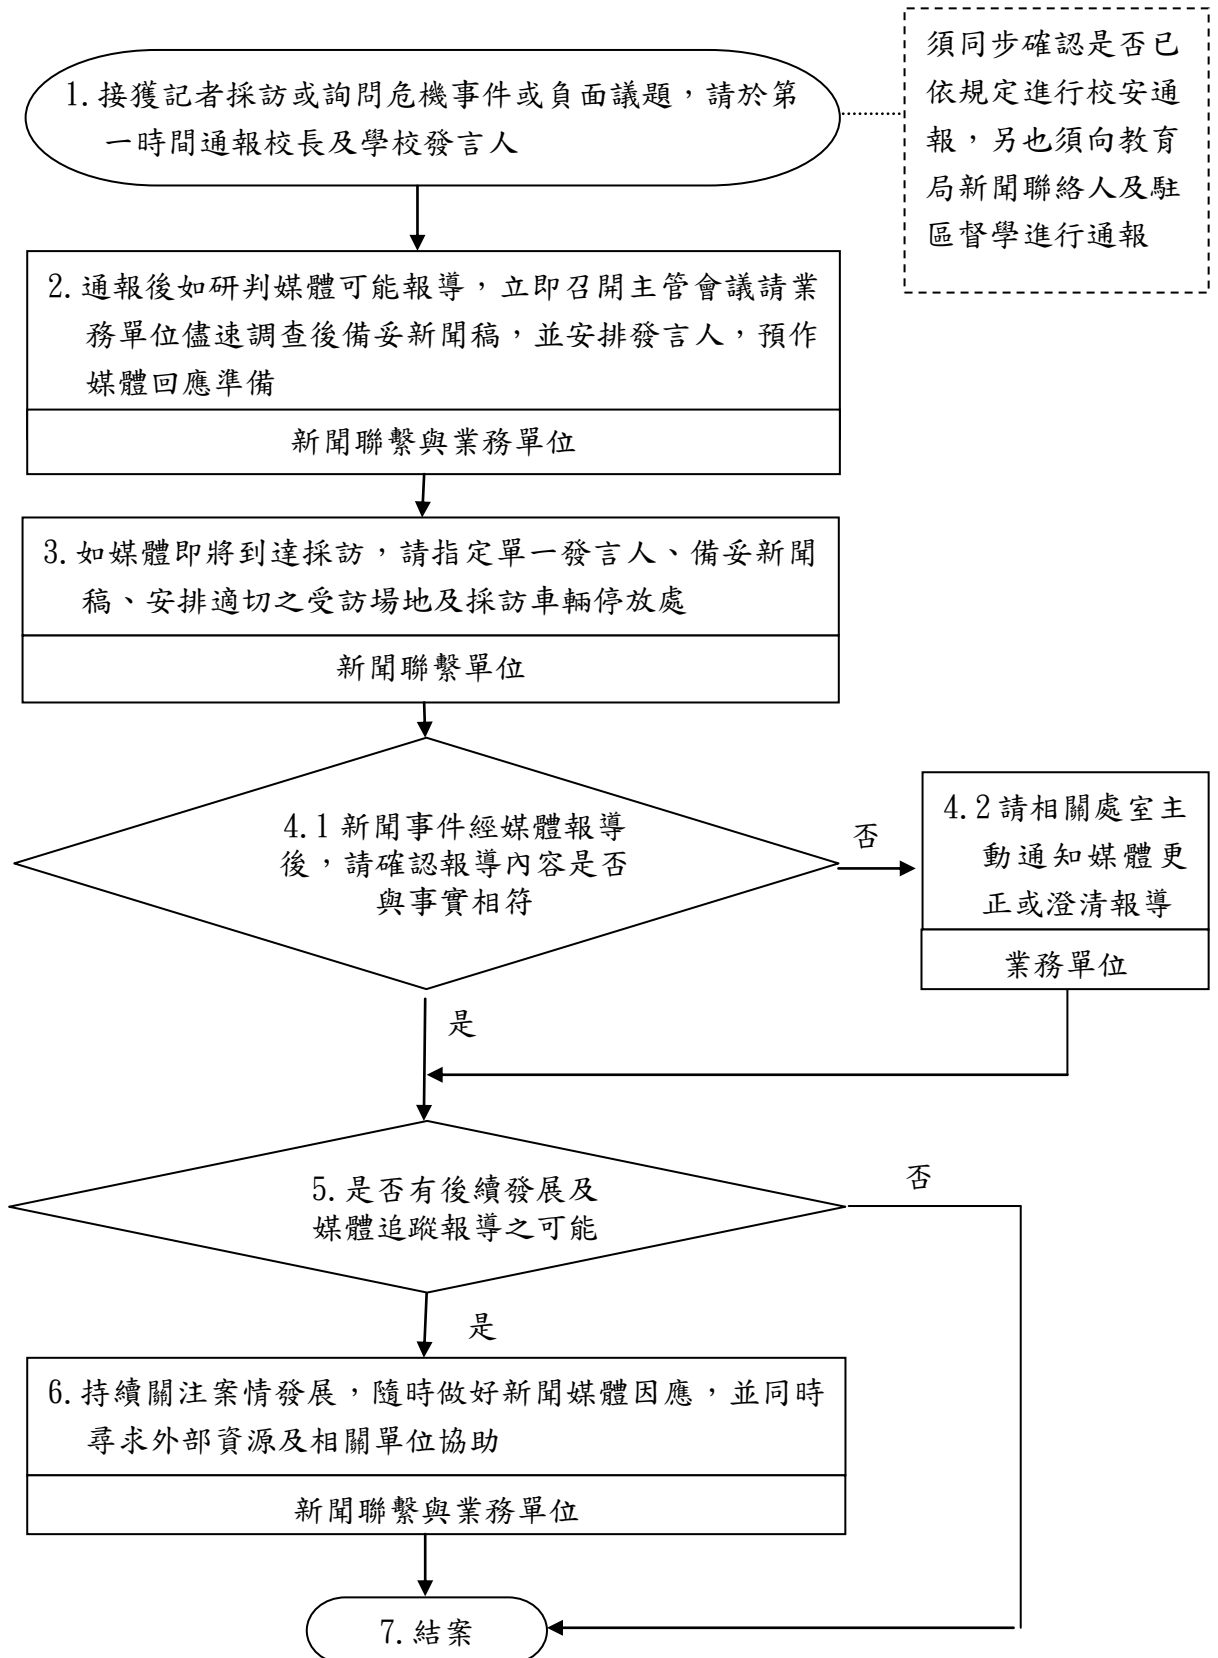 1.接獲記者採訪或詢問危機事件或負面議題，請於第
一時間通報校長及學校發言人
須同步確認是否已
依規定進行校安通
報，另也須向教育
局新聞聯絡人及駐
區督學進行通報
2.通報後如研判媒體可能報導，立即召開主管會議請業
務單位儘速調查後備妥新聞稿，並安排發言人，預作
媒體回應準備
新聞聯繫與業務單位
3.如媒體即將到達採訪，請指定單一發言人、備妥新聞
稿、安排適切之受訪場地及採訪車輛停放處
新聞聯繫單位
4.1 新聞事件經媒體報導
後，請確認報導內容是否
與事實相符
否
4.2 請相關處室主
動通知媒體更
正或澄清報導
業務單位
是
5.是否有後續發展及
媒體追蹤報導之可能
否
是
6.持續關注案情發展，隨時做好新聞媒體因應，並同時
尋求外部資源及相關單位協助
新聞聯繫與業務單位
7.結案